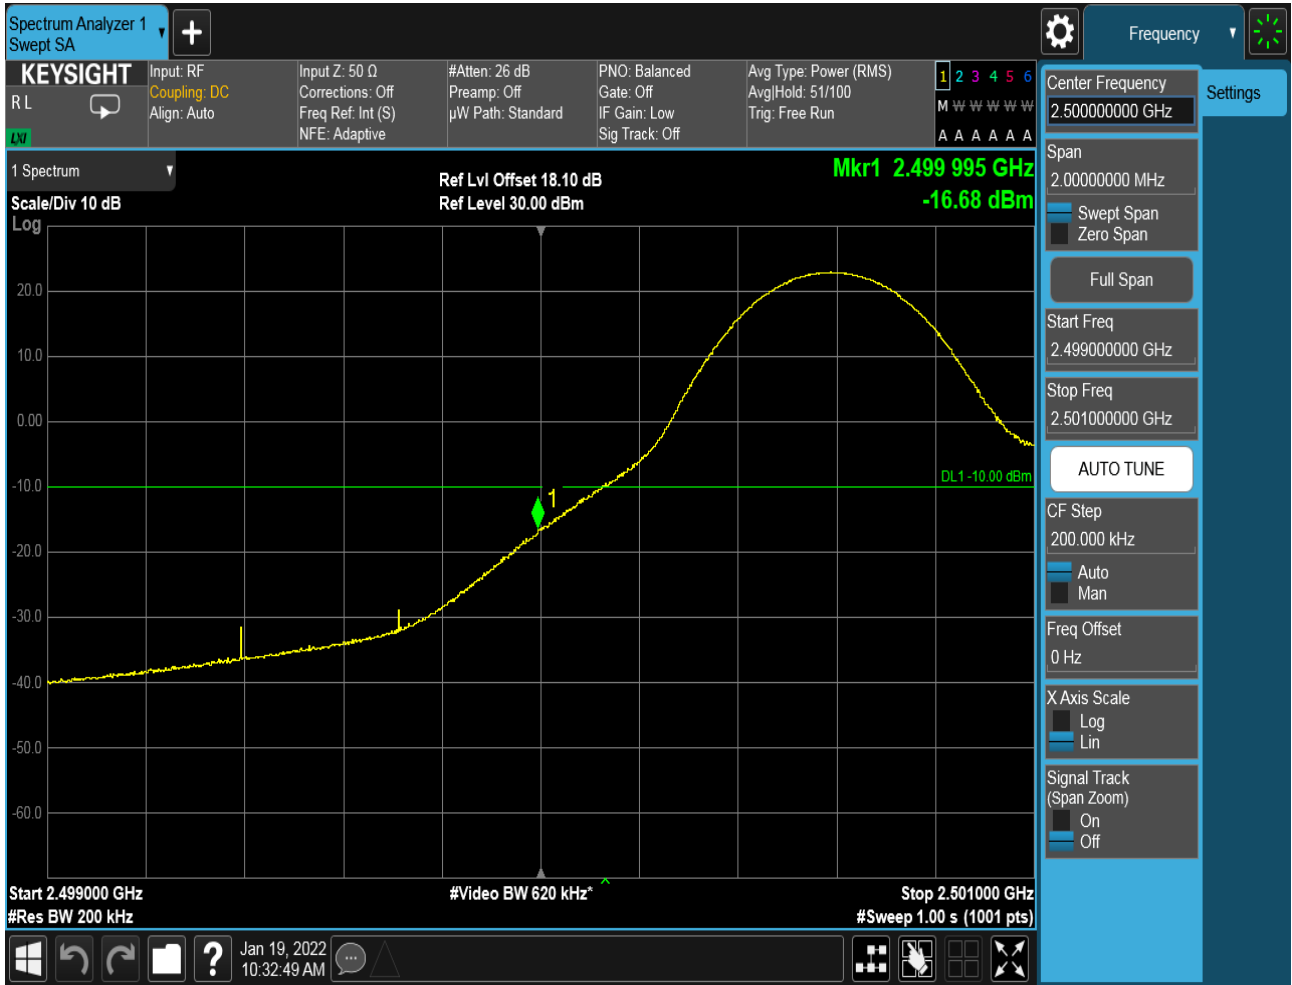 Spectrum Analyzer 1
Swept SA
Frequency
KEYSIGHT
R L
LXI
Input: RF
Coupling: DC
Align: Auto
Input Z: 50 Ω
Corrections: Off
Freq Ref: Int (S)
NFE: Adaptive
#Atten: 26 dB
Preamp: Off
µW Path: Standard
PNO: Balanced
Gate: Off
IF Gain: Low
Sig Track: Off
Avg Type: Power (RMS)
Avg|Hold: 51/100
Trig: Free Run
1 2 3 4 5 6
M W W W W W
A A A A A A
1 Spectrum
Scale/Div 10 dB
Log
Ref Lvl Offset 18.10 dB
Ref Level 30.00 dBm
Mkr1 2.499 995 GHz
-16.68 dBm
20.0
10.0
0.00
-10.0
-20.0
-30.0
-40.0
-50.0
-60.0
DL1 -10.00 dBm
1
Start 2.499000 GHz
#Res BW 200 kHz
#Video BW 620 kHz*
Stop 2.501000 GHz
#Sweep 1.00 s (1001 pts)
Jan 19, 2022
10:32:49 AM
Center Frequency
2.500000000 GHz
Settings
Span
2.00000000 MHz
Swept Span
Zero Span
Full Span
Start Freq
2.499000000 GHz
Stop Freq
2.501000000 GHz
AUTO TUNE
CF Step
200.000 kHz
Auto
Man
Freq Offset
0 Hz
X Axis Scale
Log
Lin
Signal Track
(Span Zoom)
On
Off